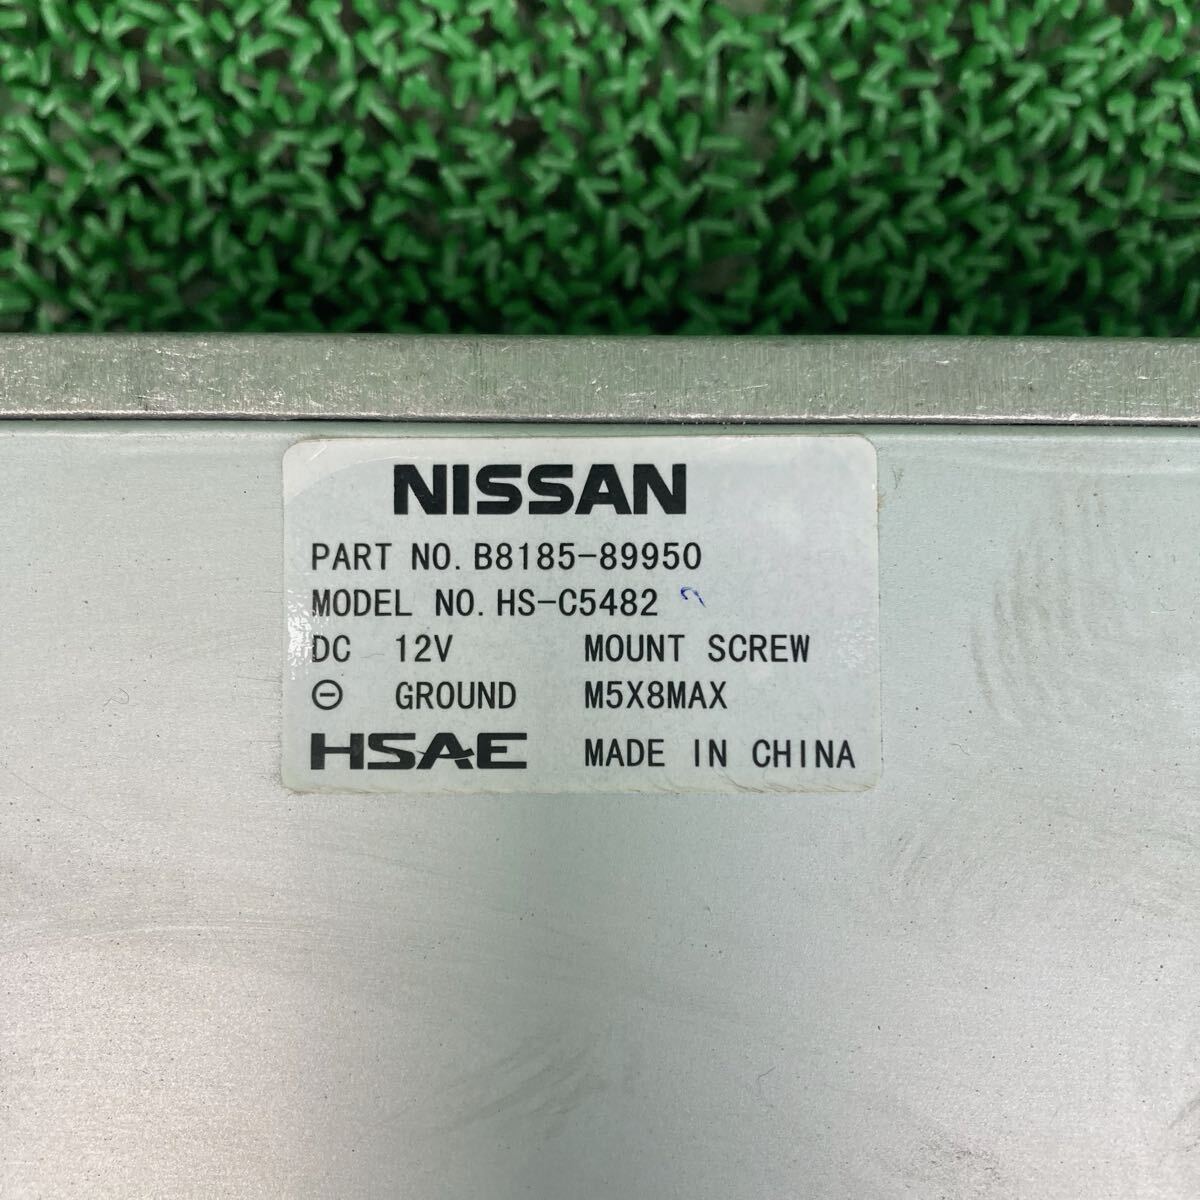 NISSAN
PART NO. B8185-89950
MODEL NO. HS-C5482
DC 12V MOUNT SCREW
⊖ GROUND M5X8MAX
HSAE MADE IN CHINA